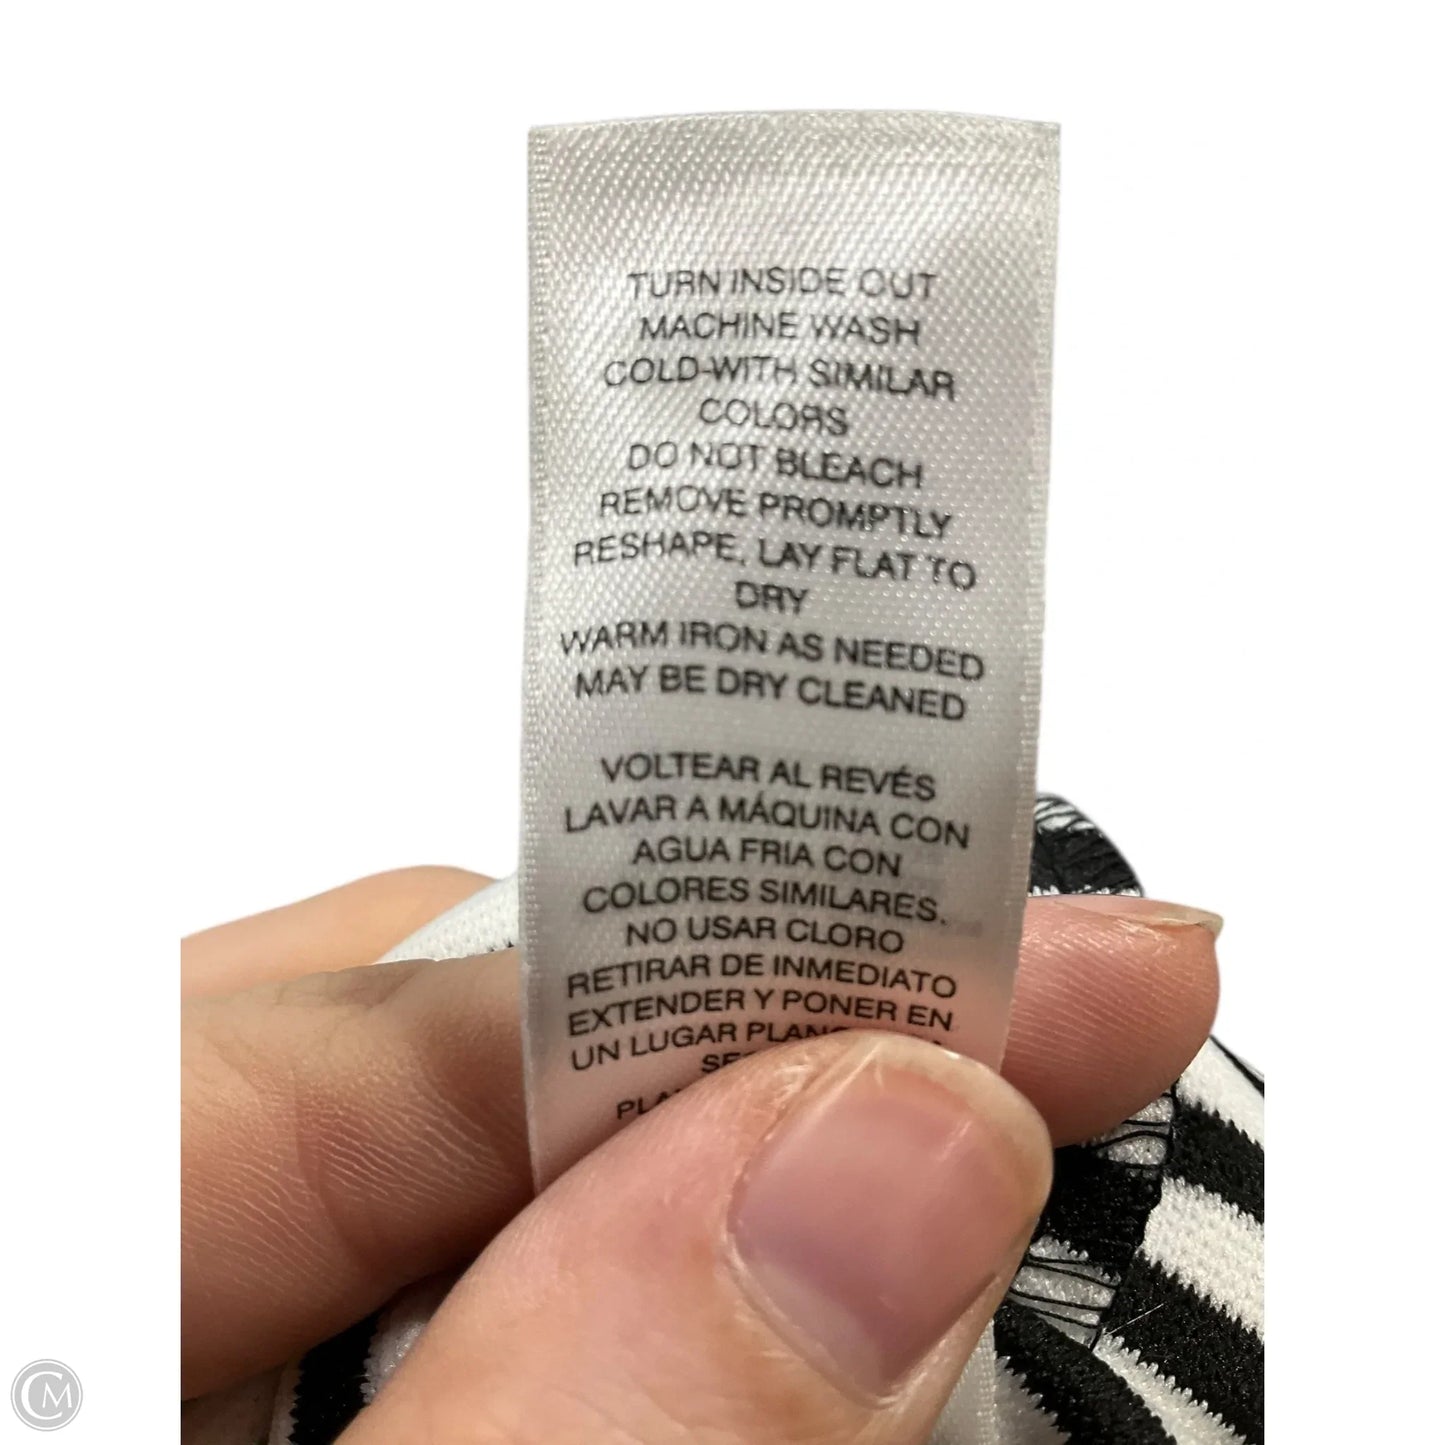 TURN INSIDE OUT
MACHINE WASH
COLD-WITH SIMILAR
COLORS
DO NOT BLEACH
REMOVE PROMPTLY
RESHAPE, LAY FLAT TO
DRY
WARM IRON AS NEEDED
MAY BE DRY CLEANED
VOLTEAR AL REVÉS
LAVAR A MÁQUINA CON
AGUA FRIA CON
COLORES SIMILARES.
NO USAR CLORO
RETIRAR DE INMEDIATO
EXTENDER Y PONER EN
UN LUGAR
CM